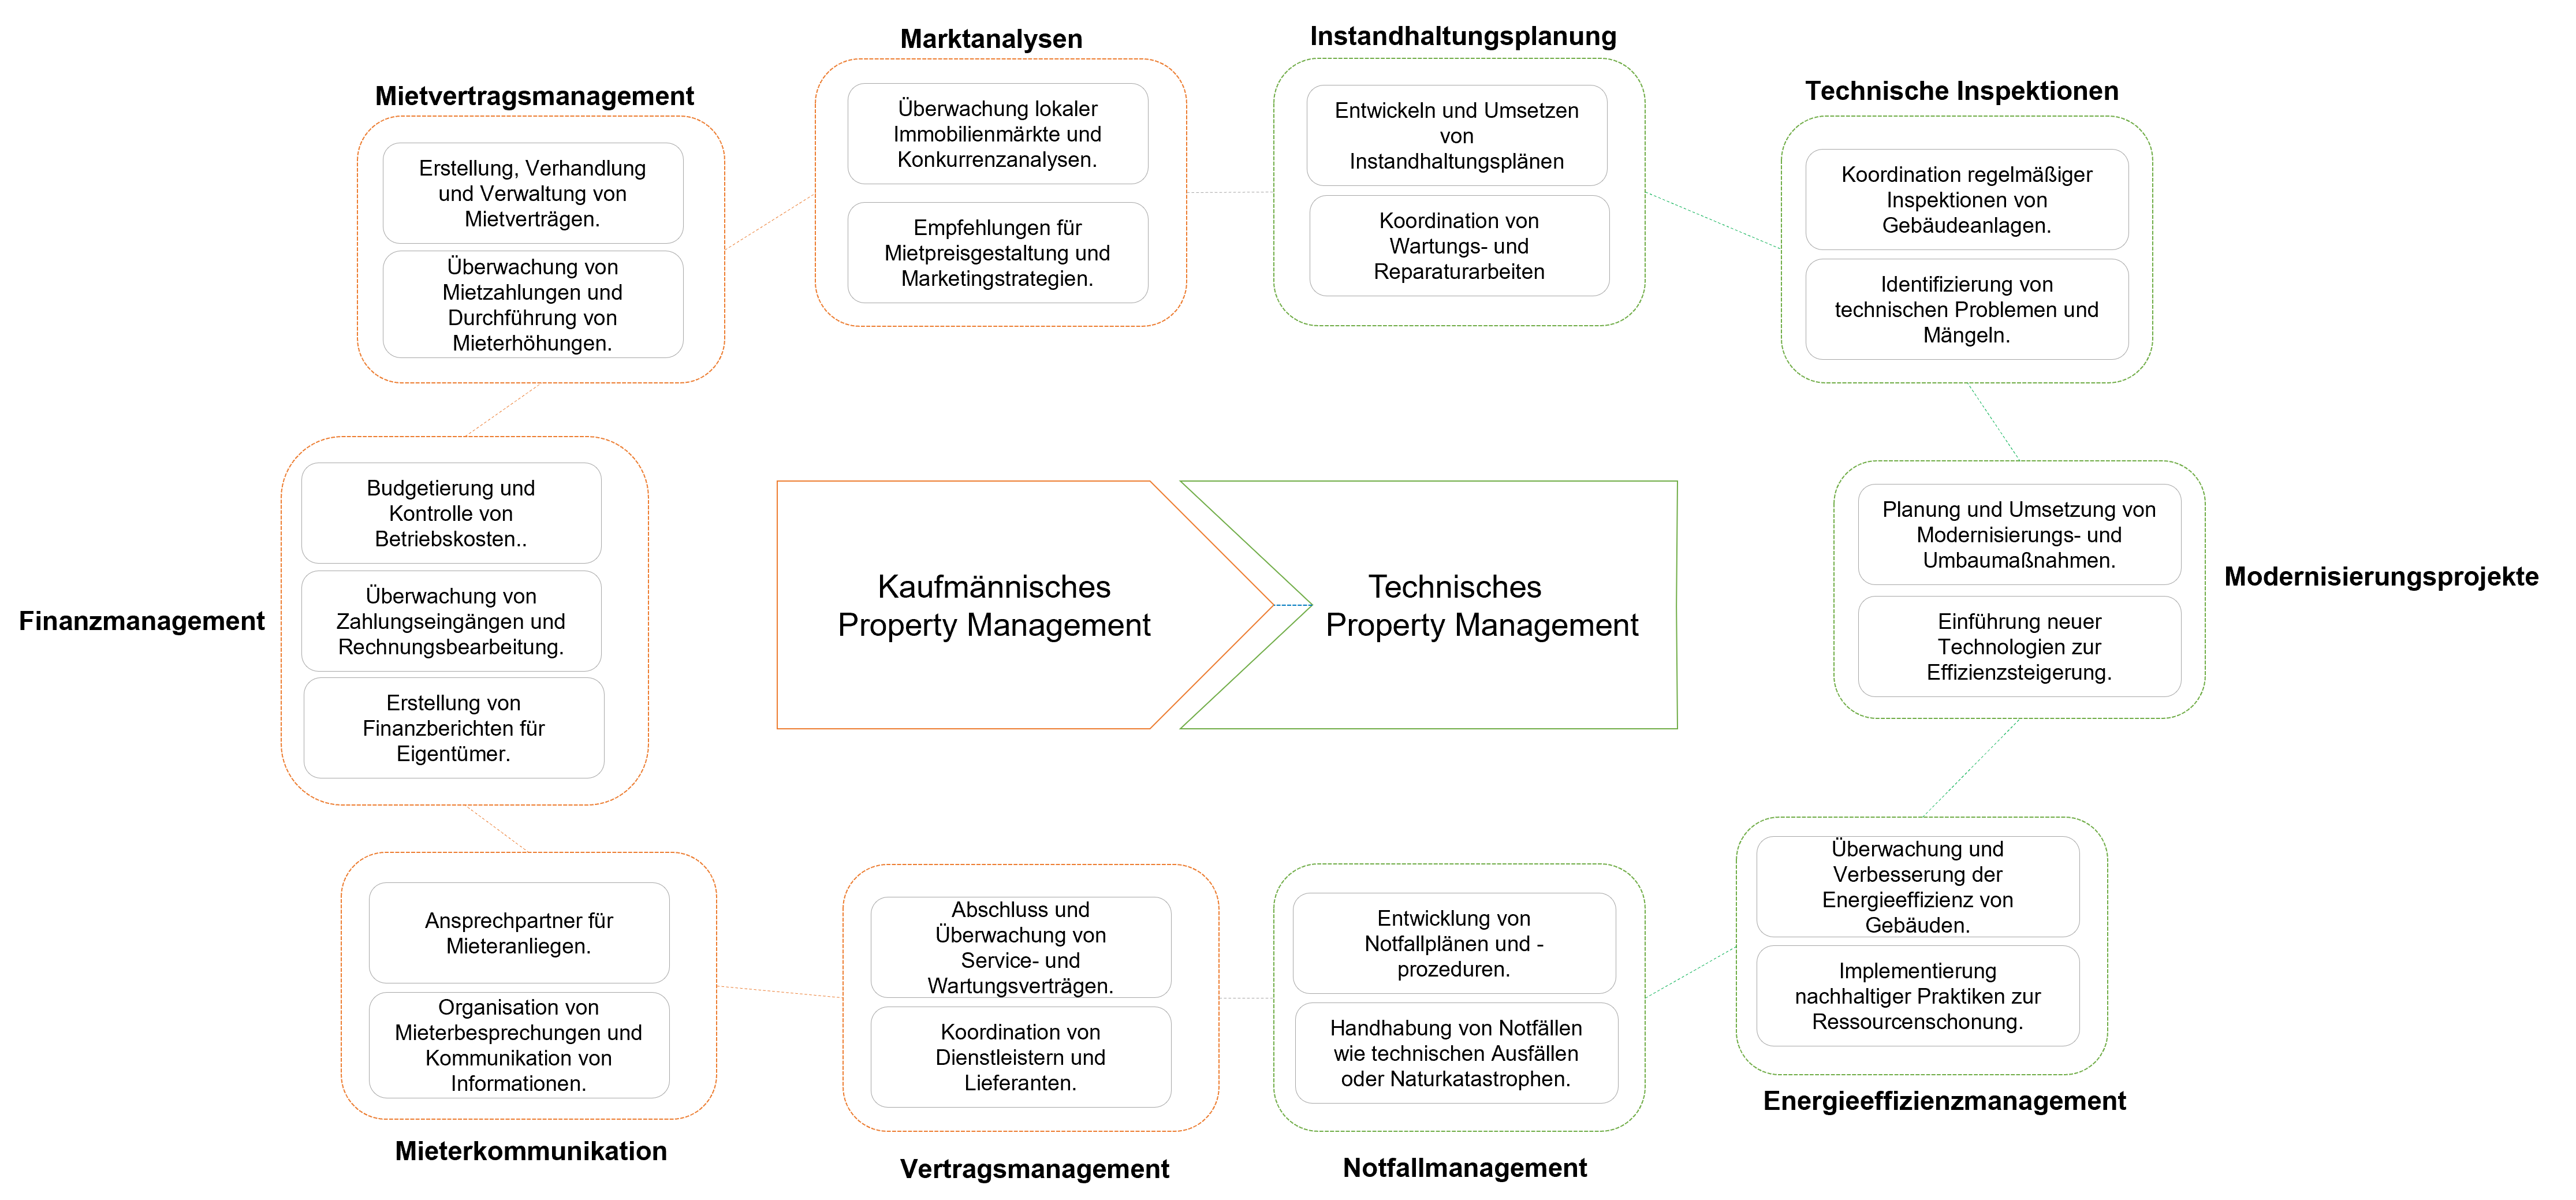 Marktanalysen
Überwachung lokaler
Immobilienmärkte und
Konkurrenzanalysen.
Empfehlungen für
Mietpreisgestaltung und
Marketingstrategien.
Instandhaltungsplanung
Entwickeln und Umsetzen
von
Instandhaltungsplänen
Koordination von
Wartungs- und
Reparaturarbeiten
Mietvertragsmanagement
Erstellung, Verhandlung
und Verwaltung von
Mietverträgen.
Überwachung von
Mietzahlungen und
Durchführung von
Mieterhöhungen.
Technische Inspektionen
Koordination regelmäßiger
Inspektionen von
Gebäudeanlagen.
Identifizierung von
technischen Problemen und
Mängeln.
Finanzmanagement
Budgetierung und
Kontrolle von
Betriebskosten..
Überwachung von
Zahlungseingängen und
Rechnungsbearbeitung.
Erstellung von
Finanzberichten für
Eigentümer.
Kaufmännisches
Property Management
Technisches
Property Management
Planung und Umsetzung von
Modernisierungs- und
Umbaumaßnahmen.
Einführung neuer
Technologien zur
Effizienzsteigerung.
Modernisierungsprojekte
Ansprechpartner für
Mieteranliegen.
Organisation von
Mieterbesprechungen und
Kommunikation von
Informationen.
Mieterkommunikation
Abschluss und
Überwachung von
Service- und
Wartungsverträgen.
Koordination von
Dienstleistern und
Lieferanten.
Vertragsmanagement
Entwicklung von
Notfallplänen und -
prozeduren.
Handhabung von Notfällen
wie technischen Ausfällen
oder Naturkatastrophen.
Notfallmanagement
Überwachung und
Verbesserung der
Energieeffizienz von
Gebäuden.
Implementierung
nachhaltiger Praktiken zur
Ressourcenschonung.
Energieeffizienzmanagement